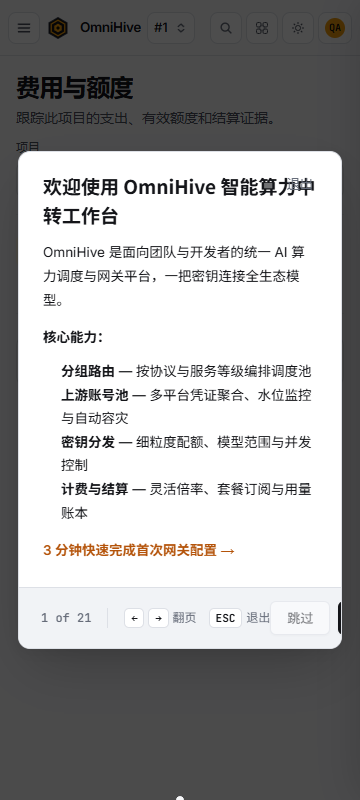 OmniHive
#1
QA
费用与额度
跟踪此项目的支出、有效额度和结算证据。
项目
欢迎使用 OmniHive 智能算力中
转工作台
OmniHive 是面向团队与开发者的统一 AI 算
力调度与网关平台，一把密钥连接全生态模
型。
核心能力：
分组路由 — 按协议与服务等级编排调度池
上游账号池 — 多平台凭证聚合、水位监控
与自动容灾
密钥分发 — 细粒度配额、模型范围与并发
控制
计费与结算 — 灵活倍率、套餐订阅与用量
账本
3 分钟快速完成首次网关配置 →
1 of 21 ← → 翻页 ESC 退出 跳过